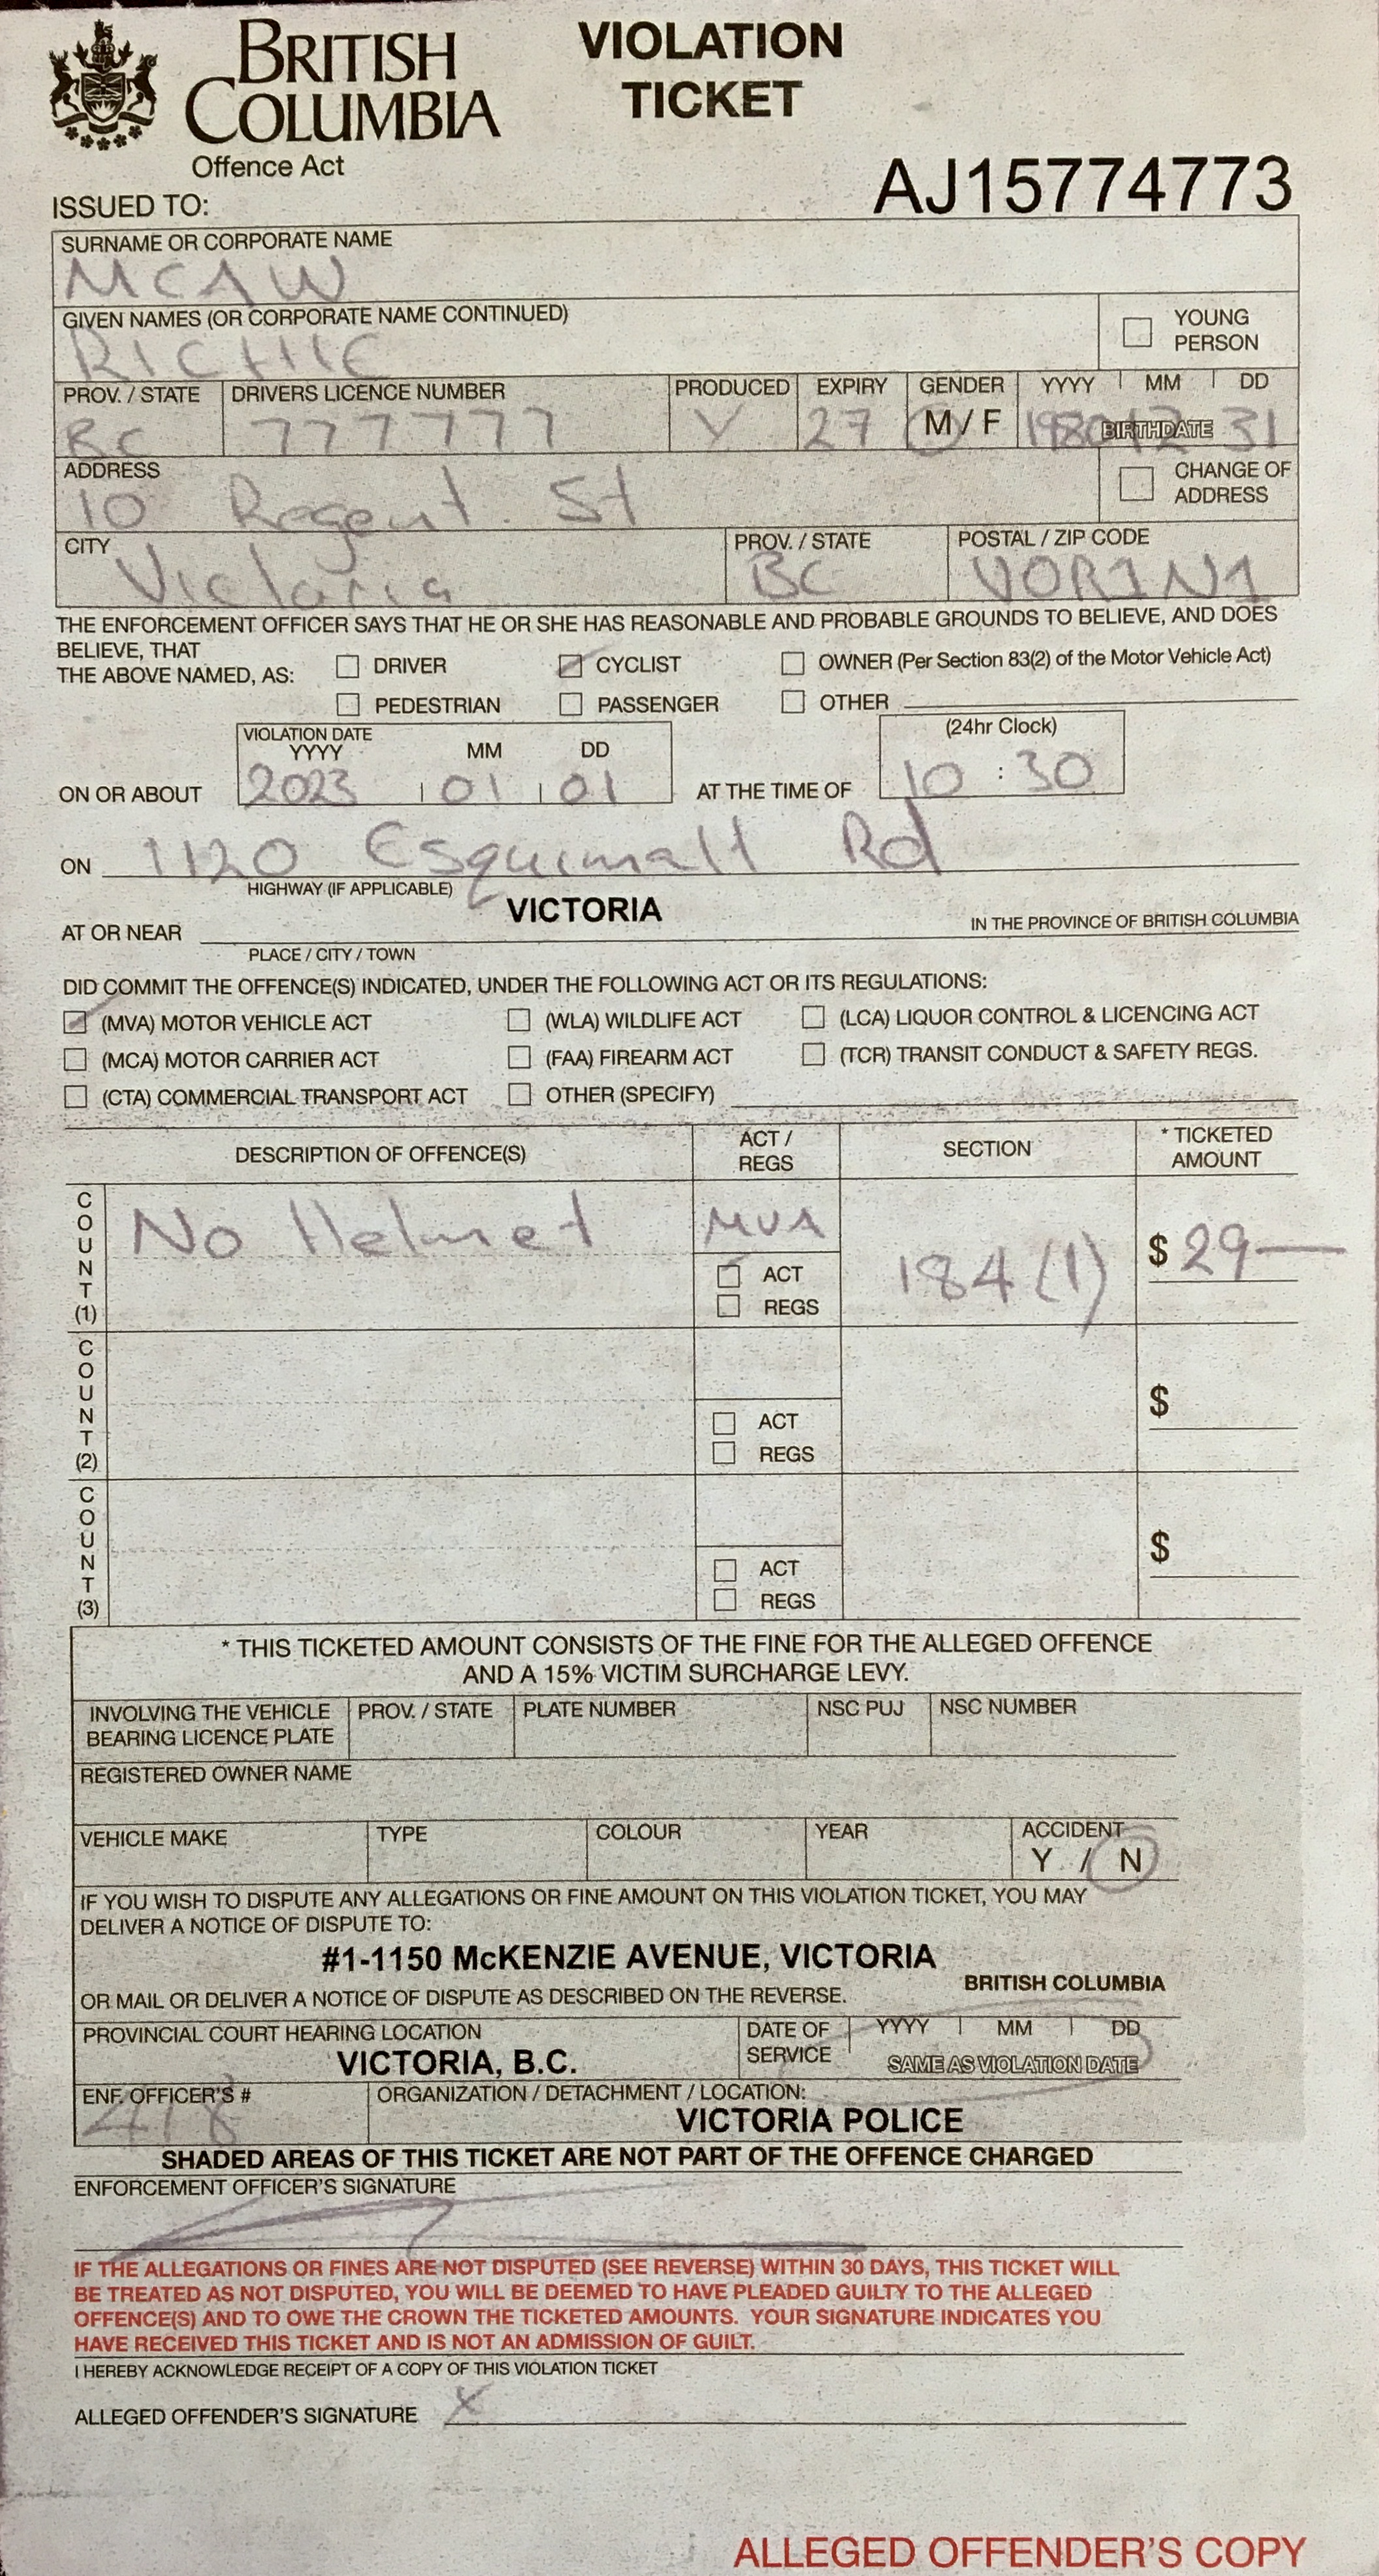 BRITISH
COLUMBIA
Offence Act
VIOLATION
TICKET
AJ15774773
ISSUED TO:
SURNAME OR CORPORATE NAME
MCAW
GIVEN NAMES (OR CORPORATE NAME CONTINUED)
RICHIE
YOUNG
PERSON
PROV. / STATE DRIVERS LICENCE NUMBER PRODUCED EXPIRY GENDER YYYY MM DD
BC 777777 Y 27 M / F 1980 12 31
BIRTHDATE
ADDRESS
10 Regent St
CHANGE OF
ADDRESS
CITY PROV. / STATE POSTAL / ZIP CODE
Victoria BC V0R1N1
THE ENFORCEMENT OFFICER SAYS THAT HE OR SHE HAS REASONABLE AND PROBABLE GROUNDS TO BELIEVE, AND DOES
BELIEVE, THAT
THE ABOVE NAMED, AS: DRIVER CYCLIST OWNER (Per Section 83(2) of the Motor Vehicle Act)
PEDESTRIAN PASSENGER OTHER
VIOLATION DATE
YYYY MM DD (24hr Clock)
ON OR ABOUT 2023 01 01 AT THE TIME OF 10 : 30
ON 1120 Esquimalt Rd
HIGHWAY (IF APPLICABLE)
AT OR NEAR VICTORIA IN THE PROVINCE OF BRITISH COLUMBIA
PLACE / CITY / TOWN
DID COMMIT THE OFFENCE(S) INDICATED, UNDER THE FOLLOWING ACT OR ITS REGULATIONS:
(MVA) MOTOR VEHICLE ACT (WLA) WILDLIFE ACT (LCA) LIQUOR CONTROL & LICENCING ACT
(MCA) MOTOR CARRIER ACT (FAA) FIREARM ACT (TCR) TRANSIT CONDUCT & SAFETY REGS.
(CTA) COMMERCIAL TRANSPORT ACT OTHER (SPECIFY)
DESCRIPTION OF OFFENCE(S) ACT / REGS SECTION * TICKETED AMOUNT
COUNT (1) No Helmet MVA 184(1) $ 29—
ACT
REGS
COUNT (2) $
ACT
REGS
COUNT (3) $
ACT
REGS
* THIS TICKETED AMOUNT CONSISTS OF THE FINE FOR THE ALLEGED OFFENCE
AND A 15% VICTIM SURCHARGE LEVY.
INVOLVING THE VEHICLE
BEARING LICENCE PLATE
PROV. / STATE PLATE NUMBER NSC PUJ NSC NUMBER
REGISTERED OWNER NAME
VEHICLE MAKE TYPE COLOUR YEAR ACCIDENT
Y / N
IF YOU WISH TO DISPUTE ANY ALLEGATIONS OR FINE AMOUNT ON THIS VIOLATION TICKET, YOU MAY
DELIVER A NOTICE OF DISPUTE TO:
#1-1150 McKENZIE AVENUE, VICTORIA
BRITISH COLUMBIA
OR MAIL OR DELIVER A NOTICE OF DISPUTE AS DESCRIBED ON THE REVERSE.
PROVINCIAL COURT HEARING LOCATION
VICTORIA, B.C.
DATE OF
SERVICE
YYYY MM DD
SAME AS VIOLATION DATE
ENF. OFFICER'S #
418
ORGANIZATION / DETACHMENT / LOCATION:
VICTORIA POLICE
SHADED AREAS OF THIS TICKET ARE NOT PART OF THE OFFENCE CHARGED
ENFORCEMENT OFFICER'S SIGNATURE
IF THE ALLEGATIONS OR FINES ARE NOT DISPUTED (SEE REVERSE) WITHIN 30 DAYS, THIS TICKET WILL
BE TREATED AS NOT DISPUTED, YOU WILL BE DEEMED TO HAVE PLEADED GUILTY TO THE ALLEGED
OFFENCE(S) AND TO OWE THE CROWN THE TICKETED AMOUNTS. YOUR SIGNATURE INDICATES YOU
HAVE RECEIVED THIS TICKET AND IS NOT AN ADMISSION OF GUILT.
I HEREBY ACKNOWLEDGE RECEIPT OF A COPY OF THIS VIOLATION TICKET
ALLEGED OFFENDER'S SIGNATURE X
ALLEGED OFFENDER'S COPY